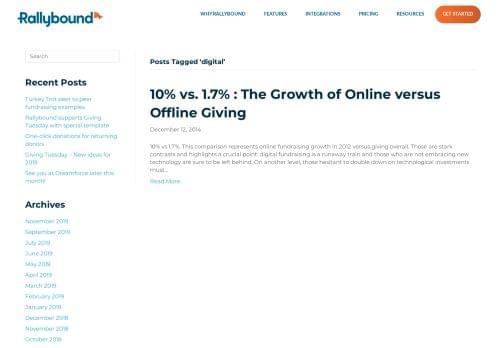 Rallybound
WHY RALLYBOUND
FEATURES
INTEGRATIONS
PRICING
RESOURCES
GET STARTED
Search
Recent Posts
Turkey Trot peer to peer
fundraising examples
Rallybound supports Giving
Tuesday with special template
One-click donations for returning
donors
Giving Tuesday – New ideas for
2019
See you at Dreamforce later this
month!
Archives
November 2019
September 2019
July 2019
June 2019
May 2019
April 2019
March 2019
February 2019
January 2019
December 2018
November 2018
October 2018
Posts Tagged 'digital'
10% vs. 1.7% : The Growth of Online versus
Offline Giving
December 12, 2014
10% vs 1.7%. This comparison represents online fundraising growth in 2012 versus giving overall. Those are stark
contrasts and highlights a crucial point: digital fundraising is a runaway train and those who are not embracing new
technology are sure to be left behind. On another level, those hesitant to double down on technological investments
must...
Read More